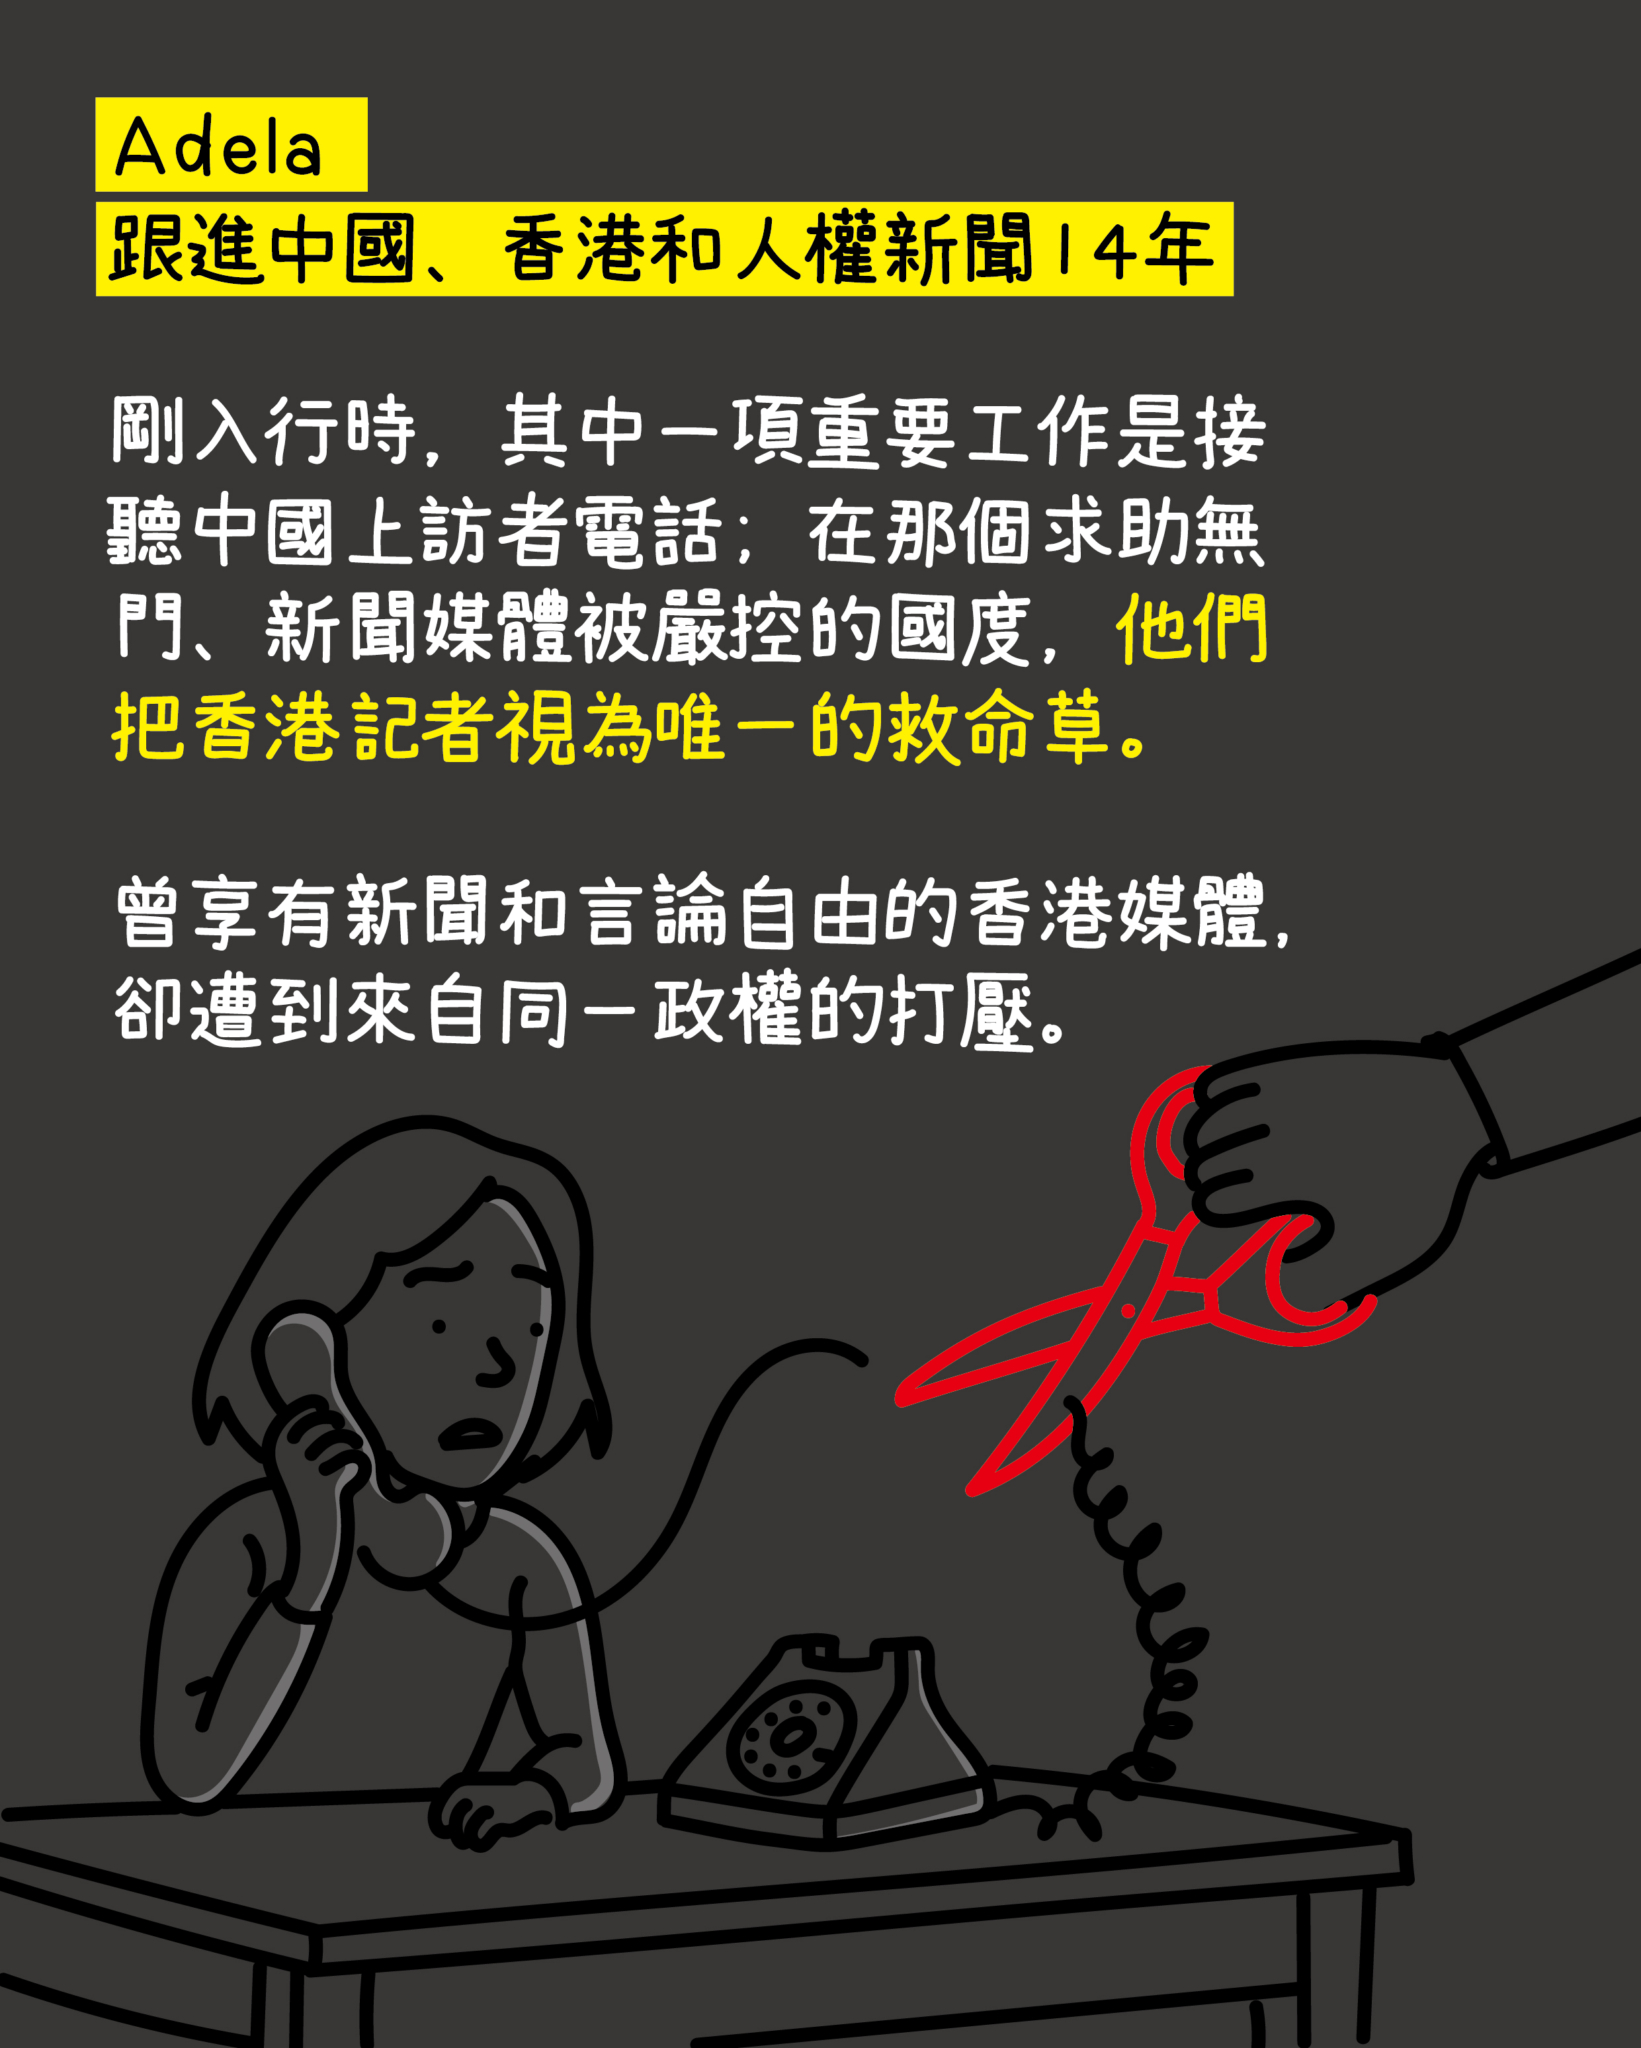 Adela
跟進中國、香港和人權新聞14年
剛入行時，其中一項重要工作是接
聽中國上訪者電話；在那個求助無
門、新聞媒體被嚴控的國度，他們
把香港記者視為唯一的救命草。
曾享有新聞和言論自由的香港媒體，
卻遭到來自同一政權的打壓。